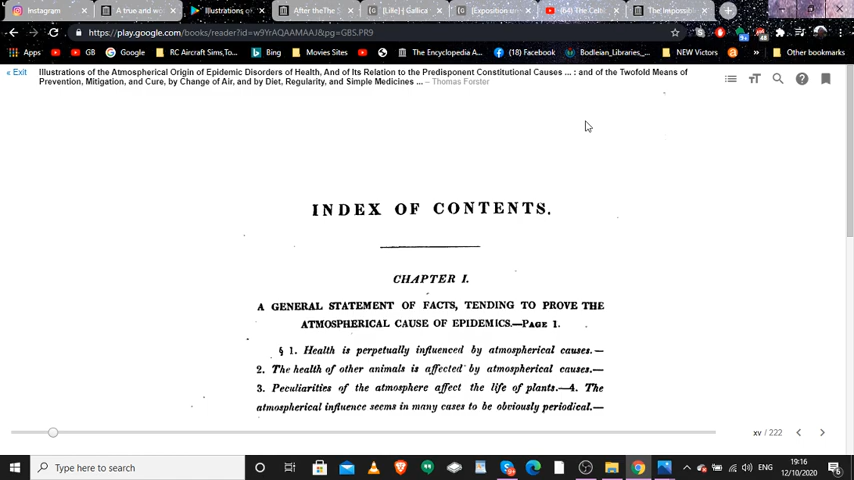 Instagram
A true and w
Illustrations of
After theThe
[Lille] | Gallica
(Exposition un
(64) The Celt
The Impossib
https://play.google.com/books/reader?id=w9YrAQAAMAAJ&pg=GBS.PR9
Apps
GB
Google
RC Aircraft Sims,To...
Bing
Movies Sites
The Encyclopedia A...
(18) Facebook
Bodleian_Libraries_...
NEW Victors
»
Other bookmarks
« Exit
Illustrations of the Atmospherical Origin of Epidemic Disorders of Health, And of Its Relation to the Predisponent Constitutional Causes ... : and of the Twofold Means of
Prevention, Mitigation, and Cure, by Change of Air, and by Diet, Regularity, and Simple Medicines ... – Thomas Forster
INDEX OF CONTENTS.
CHAPTER I.
A GENERAL STATEMENT OF FACTS, TENDING TO PROVE THE
ATMOSPHERICAL CAUSE OF EPIDEMICS.—PAGE 1.
§ 1. Health is perpetually influenced by atmospherical causes.—
2. The health of other animals is affected by atmospherical causes.—
3. Peculiarities of the atmosphere affect the life of plants.—4. The
atmospherical influence seems in many cases to be obviously periodical.—
xv / 222
Type here to search
ENG
19:16
12/10/2020